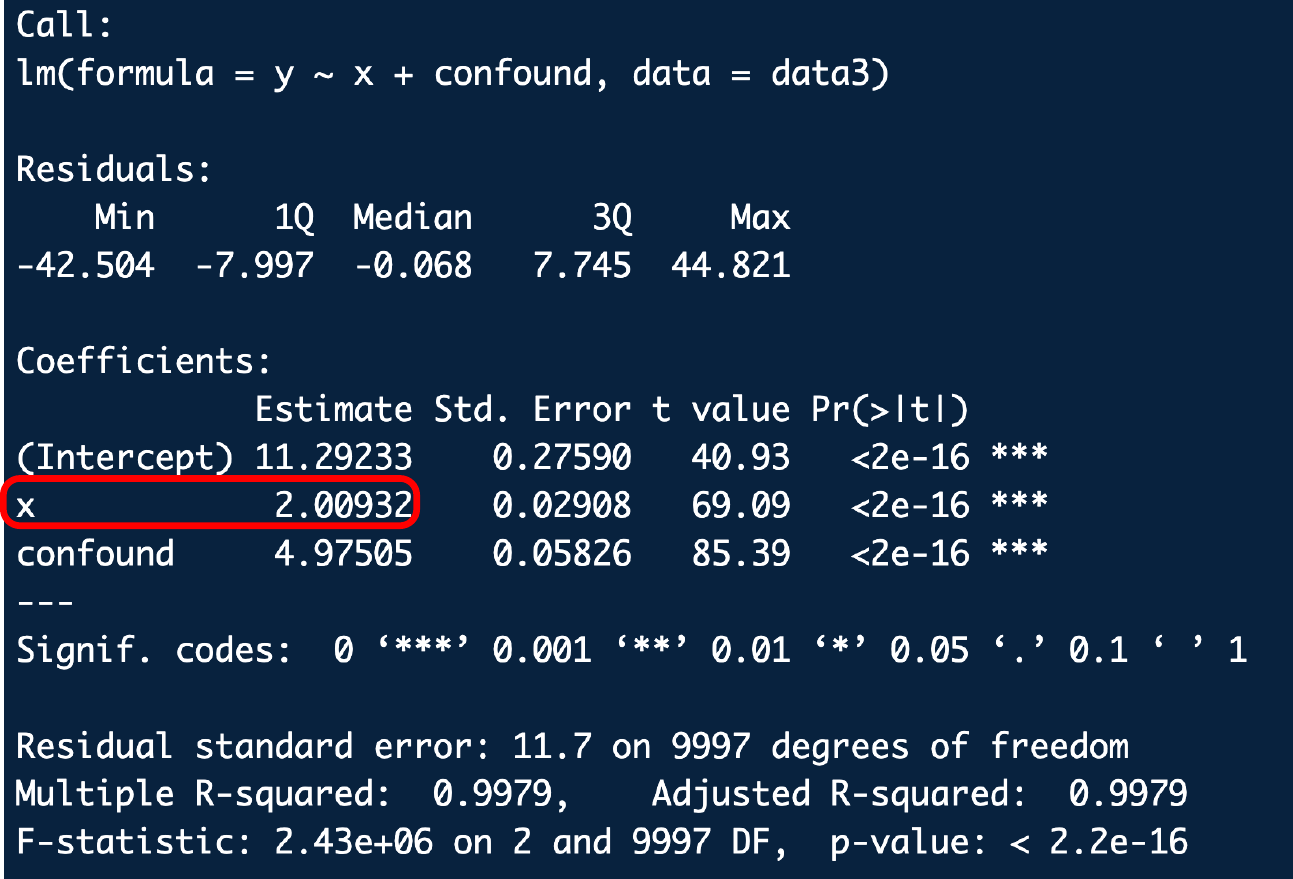 Call:
lm(formula = y ~ x + confound, data = data3)
Residuals:
    Min      1Q  Median      3Q     Max
-42.504  -7.997  -0.068   7.745  44.821
Coefficients:
            Estimate Std. Error t value Pr(>|t|)
(Intercept) 11.29233    0.27590   40.93   <2e-16 ***
x            2.00932    0.02908   69.09   <2e-16 ***
confound     4.97505    0.05826   85.39   <2e-16 ***
---
Signif. codes:  0 ‘***’ 0.001 ‘**’ 0.01 ‘*’ 0.05 ‘.’ 0.1 ‘ ’ 1
Residual standard error: 11.7 on 9997 degrees of freedom
Multiple R-squared:  0.9979,    Adjusted R-squared:  0.9979
F-statistic: 2.43e+06 on 2 and 9997 DF,  p-value: < 2.2e-16